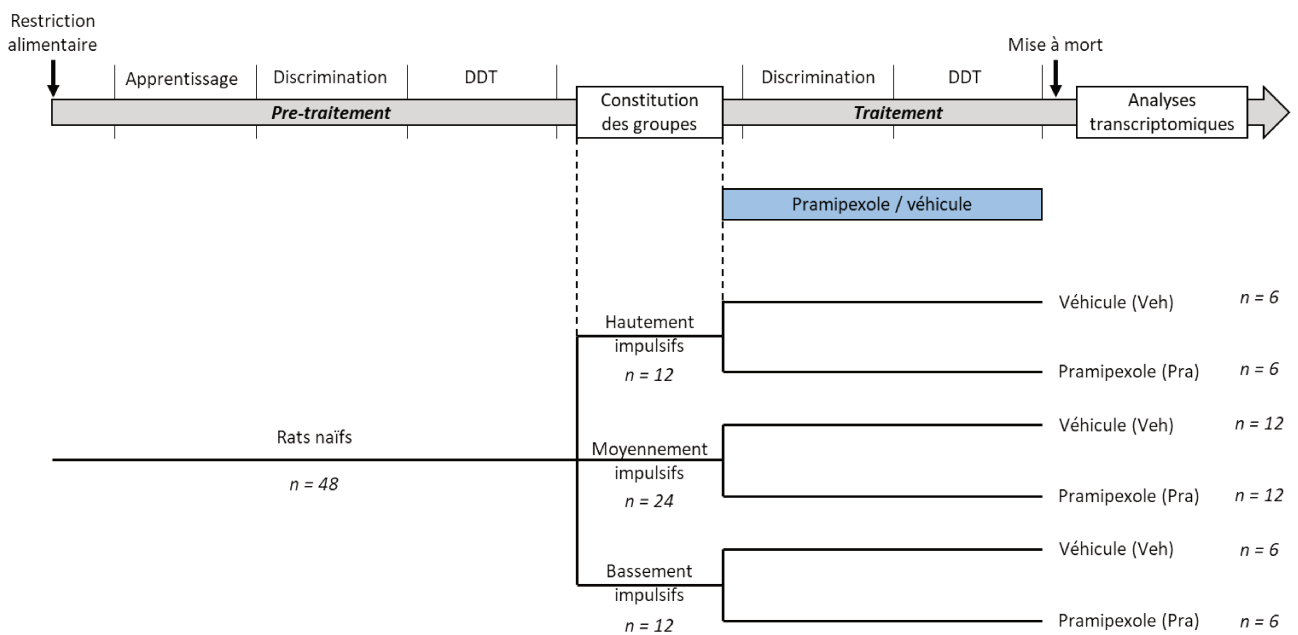 Restriction
alimentaire
Mise à mort
Apprentissage
Discrimination
DDT
Discrimination
DDT
Pre-traitement
Constitution
des groupes
Traitement
Analyses
transcriptomiques
Pramipexole / véhicule
Hautement
impulsifs
n = 12
Véhicule (Veh) n = 6
Pramipexole (Pra) n = 6
Rats naïfs
n = 48
Moyennement
impulsifs
n = 24
Véhicule (Veh) n = 12
Pramipexole (Pra) n = 12
Bassement
impulsifs
n = 12
Véhicule (Veh) n = 6
Pramipexole (Pra) n = 6